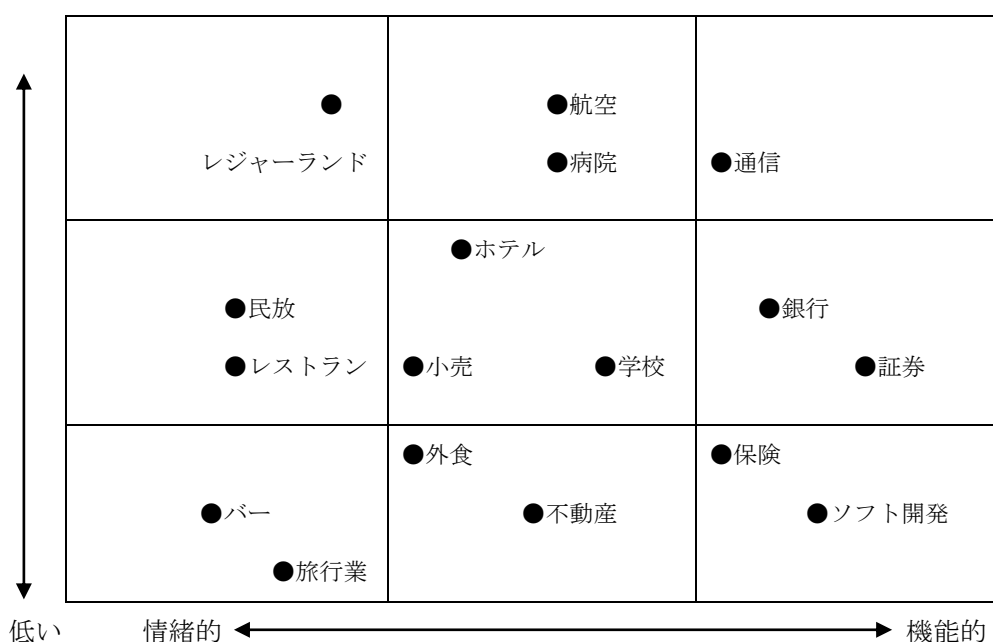 ●航空
レジャーランド ●病院 ●通信
●ホテル
●民放 ●銀行
●レストラン ●小売 ●学校 ●証券
●外食 ●保険
●バー ●不動産 ●ソフト開発
●旅行業
低い 情緒的 機能的